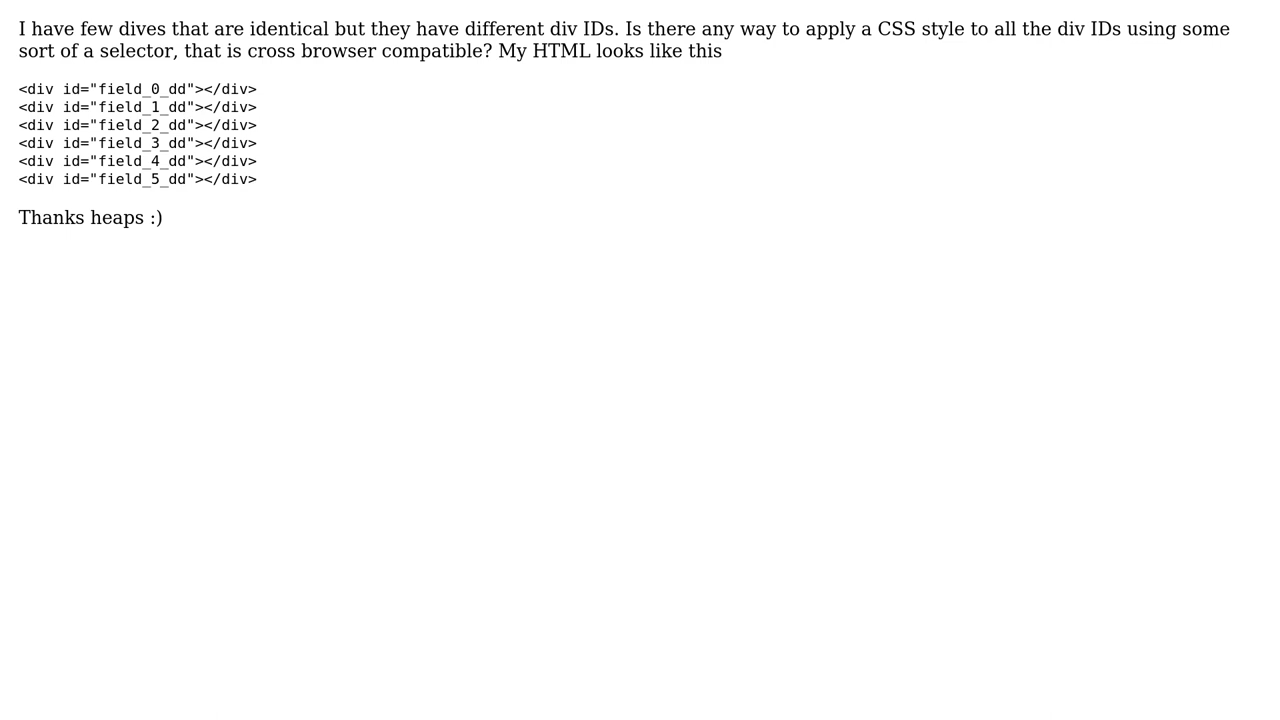 I have few dives that are identical but they have different div IDs. Is there any way to apply a CSS style to all the div IDs using some
sort of a selector, that is cross browser compatible? My HTML looks like this
<div id="field_0_dd"></div>
<div id="field_1_dd"></div>
<div id="field_2_dd"></div>
<div id="field_3_dd"></div>
<div id="field_4_dd"></div>
<div id="field_5_dd"></div>
Thanks heaps :)